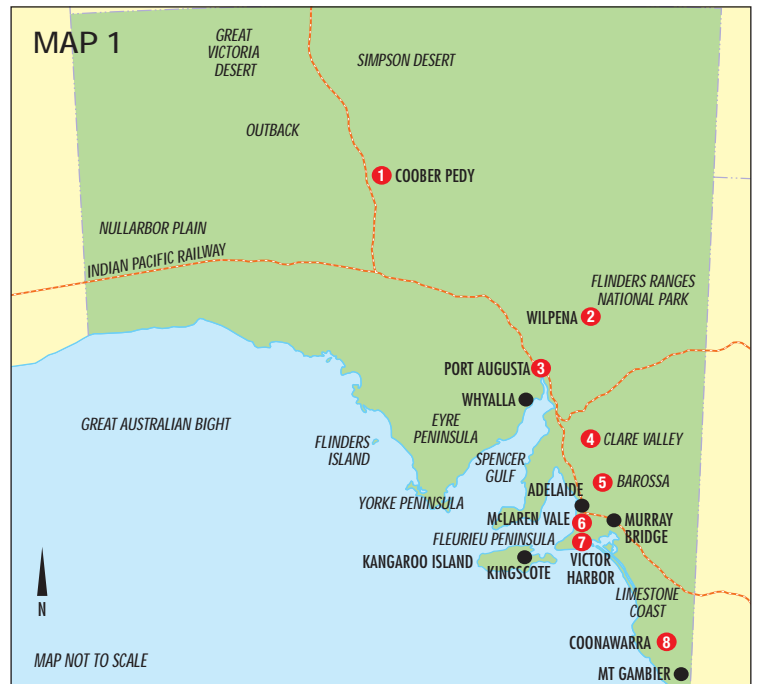 MAP 1
GREAT
VICTORIA
DESERT
SIMPSON DESERT
OUTBACK
1 COOBER PEDY
NULLARBOR PLAIN
INDIAN PACIFIC RAILWAY
FLINDERS RANGES
NATIONAL PARK
WILPENA 2
PORT AUGUSTA 3
WHYALLA
GREAT AUSTRALIAN BIGHT
EYRE
PENINSULA
FLINDERS
ISLAND
4 CLARE VALLEY
SPENCER
GULF
5 BAROSSA
YORKE PENINSULA
ADELAIDE
McLAREN VALE 6
MURRAY
BRIDGE
FLEURIEU PENINSULA
7
VICTOR
HARBOR
KANGAROO ISLAND
KINGSCOTE
LIMESTONE
COAST
N
COONAWARRA 8
MAP NOT TO SCALE
MT GAMBIER